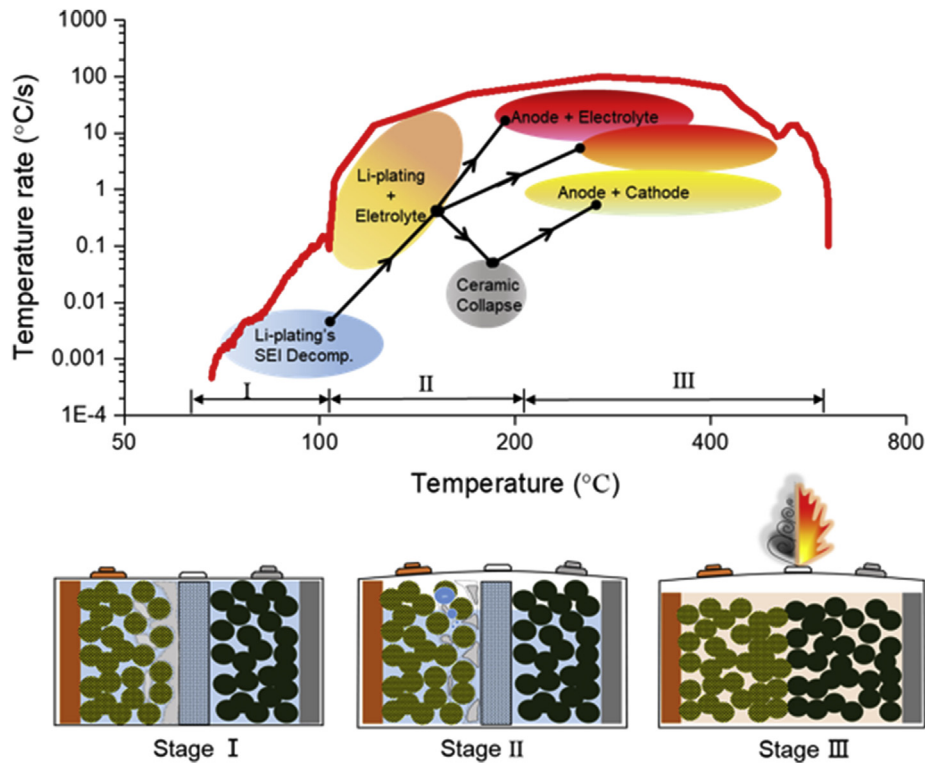 Temperature rate (°C/s)
1000
100
10
1
0.1
0.01
0.001
1E-4
Anode + Electrolyte
Li-plating
+
Eletrolyte
Anode + Cathode
Ceramic
Collapse
Li-plating's
SEI Decomp.
I
II
III
50
100
200
400
800
Temperature (°C)
Stage I
Stage II
Stage III